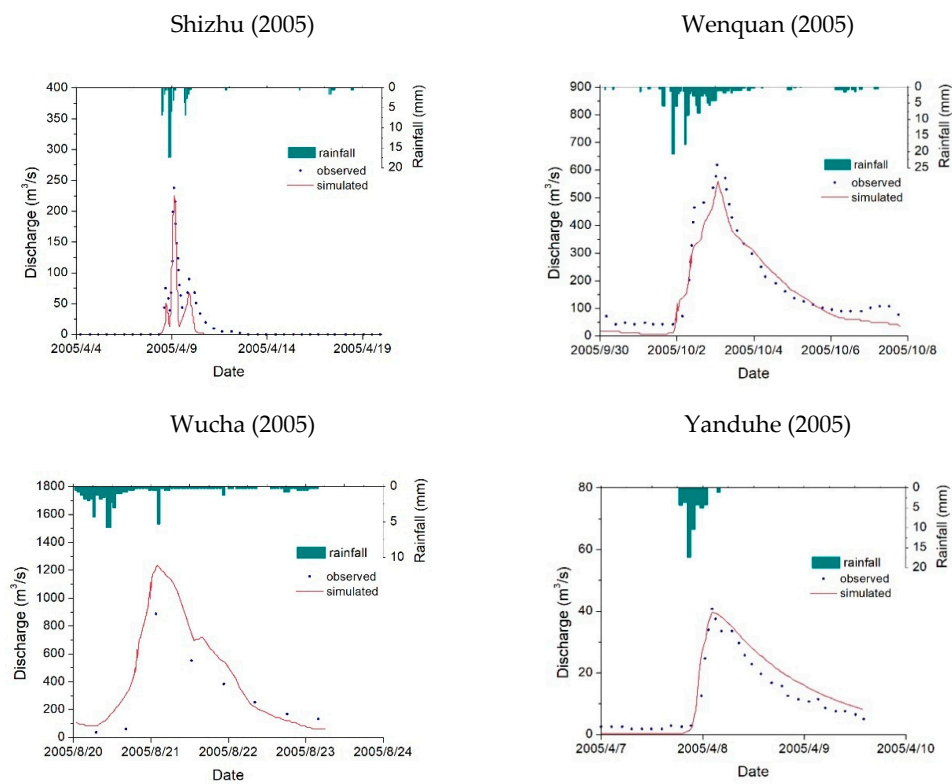 Shizhu (2005)
Wenquan (2005)
400
350
300
250
200
150
100
50
0
Discharge (m³/s)
0
5
10
15
20
Rainfall (mm)
rainfall
observed
simulated
2005/4/4
2005/4/9
2005/4/14
2005/4/19
Date
900
800
700
600
500
400
300
200
100
0
Discharge (m³/s)
0
5
10
15
20
25
Rainfall (mm)
rainfall
observed
simulated
2005/9/30
2005/10/2
2005/10/4
2005/10/6
2005/10/8
Date
Wucha (2005)
Yanduhe (2005)
1800
1600
1400
1200
1000
800
600
400
200
0
Discharge (m³/s)
0
5
10
Rainfall (mm)
rainfall
observed
simulated
2005/8/20
2005/8/21
2005/8/22
2005/8/23
2005/8/24
Date
80
60
40
20
0
Discharge (m³/s)
0
5
10
15
20
Rainfall (mm)
rainfall
observed
simulated
2005/4/7
2005/4/8
2005/4/9
2005/4/10
Date